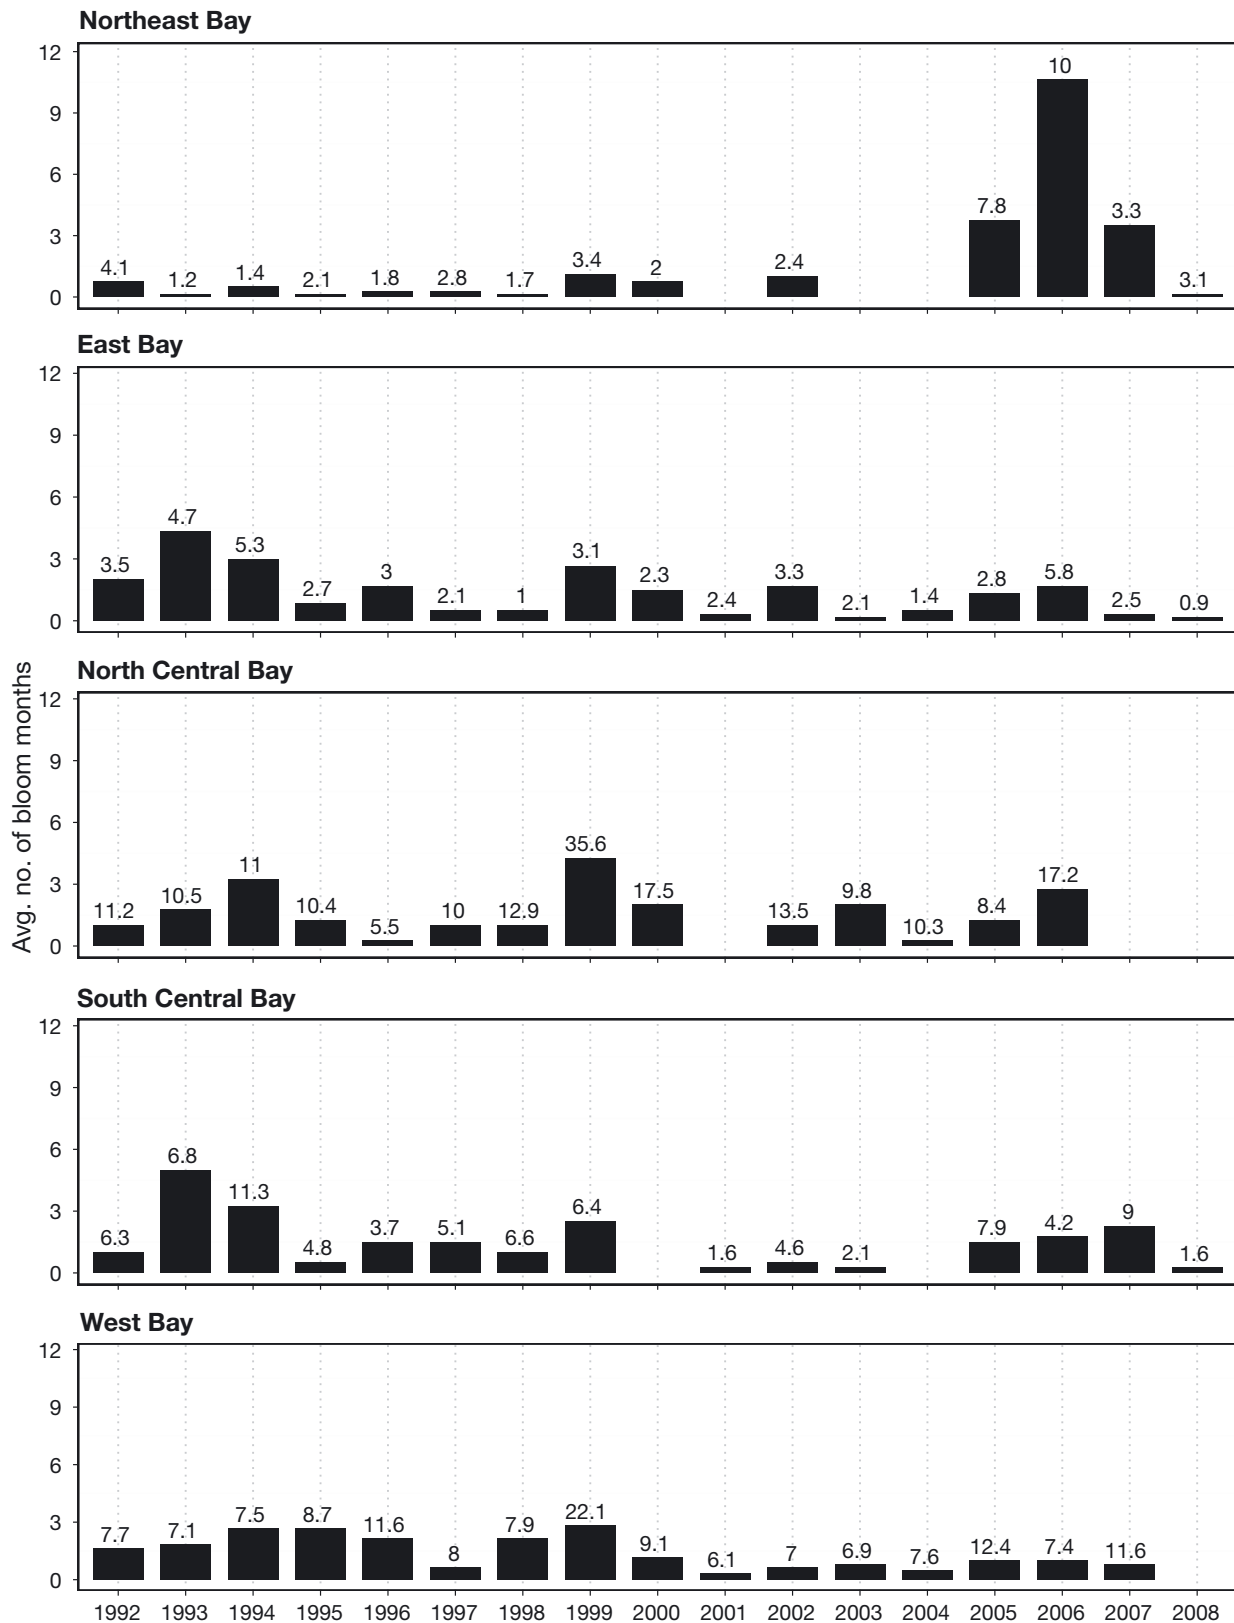 Northeast Bay
12
9
6
3
0
4.1 1.2 1.4 2.1 1.8 2.8 1.7 3.4 2 2.4 7.8 10 3.3 3.1
East Bay
12
9
6
3
0
3.5 4.7 5.3 2.7 3 2.1 1 3.1 2.3 2.4 3.3 2.1 1.4 2.8 5.8 2.5 0.9
North Central Bay
Avg. no. of bloom months
12
9
6
3
0
11.2 10.5 11 10.4 5.5 10 12.9 35.6 17.5 13.5 9.8 10.3 8.4 17.2
South Central Bay
12
9
6
3
0
6.3 6.8 11.3 4.8 3.7 5.1 6.6 6.4 1.6 4.6 2.1 7.9 4.2 9 1.6
West Bay
12
9
6
3
0
7.7 7.1 7.5 8.7 11.6 8 7.9 22.1 9.1 6.1 7 6.9 7.6 12.4 7.4 11.6
1992 1993 1994 1995 1996 1997 1998 1999 2000 2001 2002 2003 2004 2005 2006 2007 2008